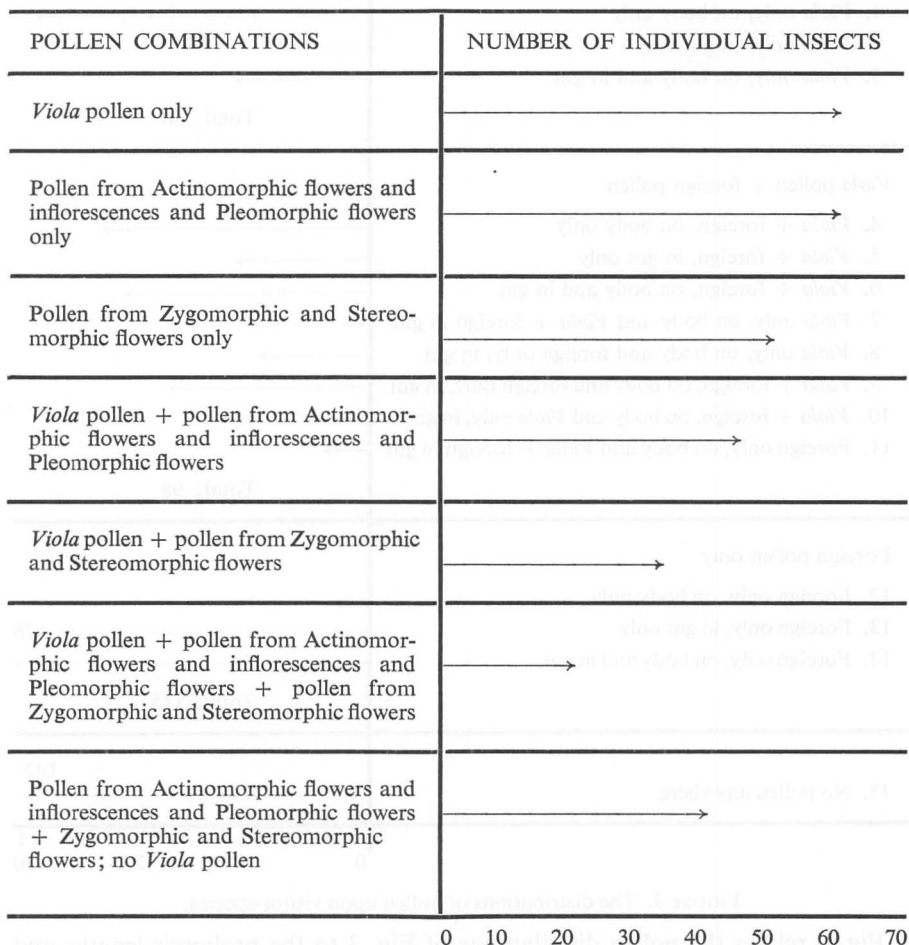 POLLEN COMBINATIONS
NUMBER OF INDIVIDUAL INSECTS
Viola pollen only
Pollen from Actinomorphic flowers and
inflorescences and Pleomorphic flowers
only
Pollen from Zygomorphic and Stereo-
morphic flowers only
Viola pollen + pollen from Actinomor-
phic flowers and inflorescences and
Pleomorphic flowers
Viola pollen + pollen from Zygomorphic
and Stereomorphic flowers
Viola pollen + pollen from Actinomor-
phic flowers and inflorescences and
Pleomorphic flowers + pollen from
Zygomorphic and Stereomorphic flowers
Pollen from Actinomorphic flowers and
inflorescences and Pleomorphic flowers
+ Zygomorphic and Stereomorphic
flowers; no Viola pollen
0 10 20 30 40 50 60 70